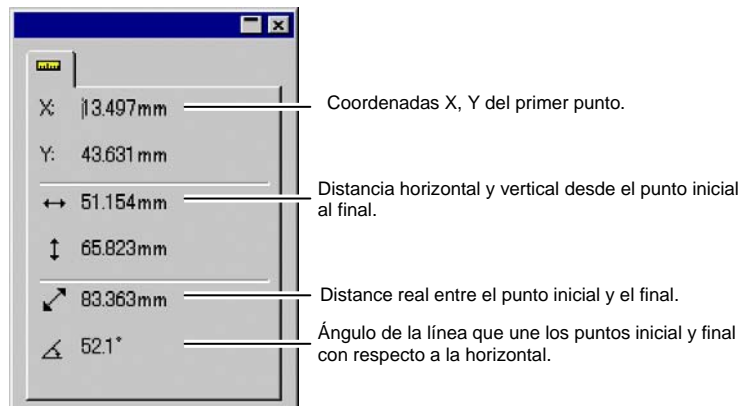 X: 13.497mm
Coordenadas X, Y del primer punto.
Y: 43.631 mm
51.154mm
Distancia horizontal y vertical desde el punto inicial
al final.
65.823mm
83.363mm
Distance real entre el punto inicial y el final.
52.1°
Ángulo de la línea que une los puntos inicial y final
con respecto a la horizontal.